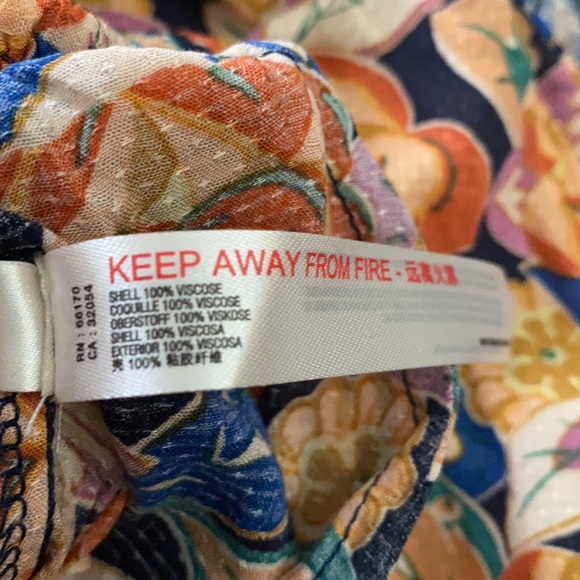 KEEP AWAY FROM FIRE - 远离火源
SHELL 100% VISCOSE
COQUILLE 100% VISCOSE
OBERSTOFF 100% VISKOSE
SHELL 100% VISCOSA
EXTERIOR 100% VISCOSA
壳 100% 粘胶纤维
RN : 66170
CA : 32054